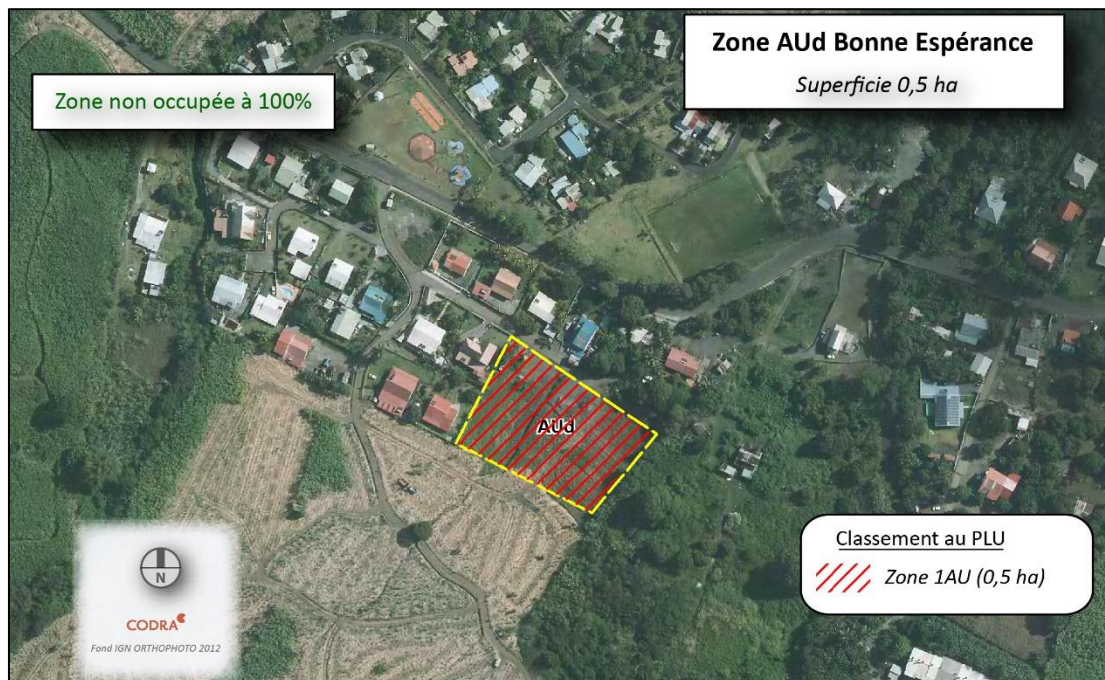 Zone AUd Bonne Espérance
Superficie 0,5 ha
Zone non occupée à 100%
AUd
Classement au PLU
Zone 1AU (0,5 ha)
N
CODRA
Fond IGN ORTHOPHOTO 2012